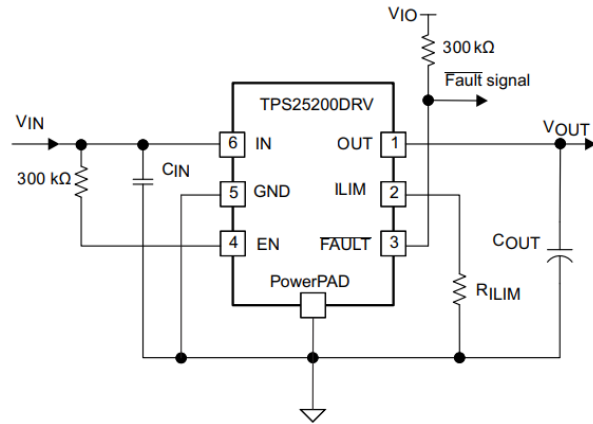 VIO
300 kΩ
Fault signal
TPS25200DRV
VIN
VOUT
6 IN
OUT 1
CIN
300 kΩ
5 GND
ILIM 2
4 EN
FAULT 3
COUT
PowerPAD
RILIM